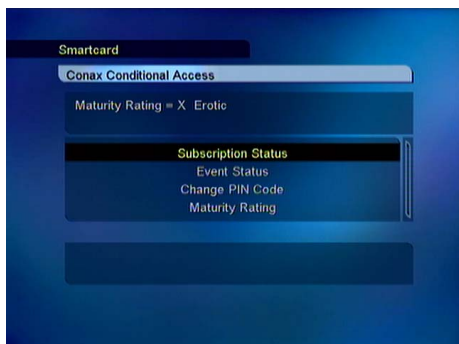 Smartcard
Conax Conditional Access
Maturity Rating = X Erotic
Subscription Status
Event Status
Change PIN Code
Maturity Rating